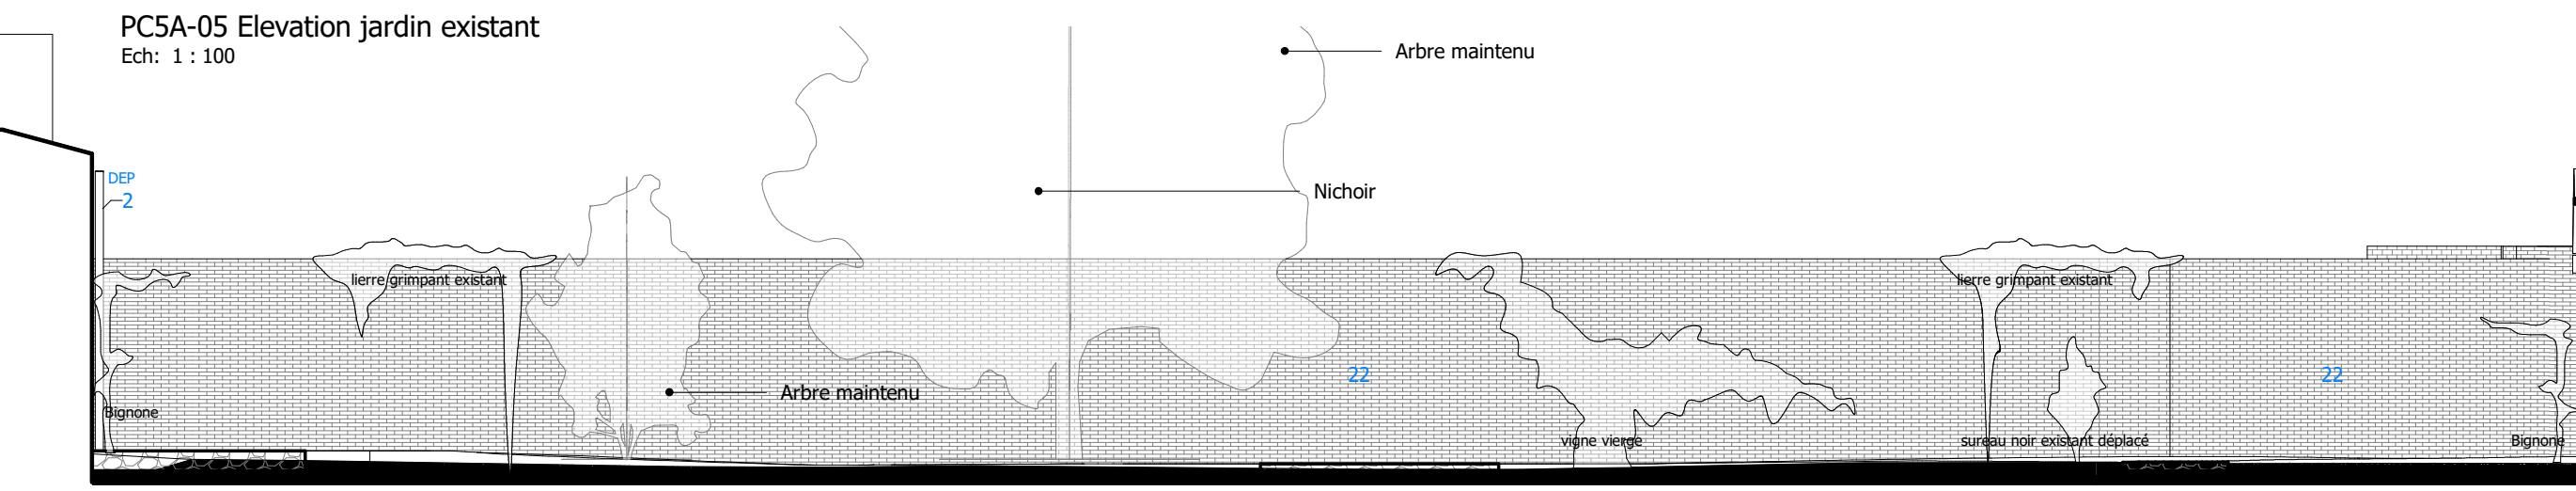 PC5A-05 Elevation jardin existant
Ech: 1 : 100
Arbre maintenu
DEP
2
Nichoir
lierre grimpant existant
lierre grimpant existant
22
22
Arbre maintenu
Bignone
vigne vierge
sureau noir existant déplacé
Bignone